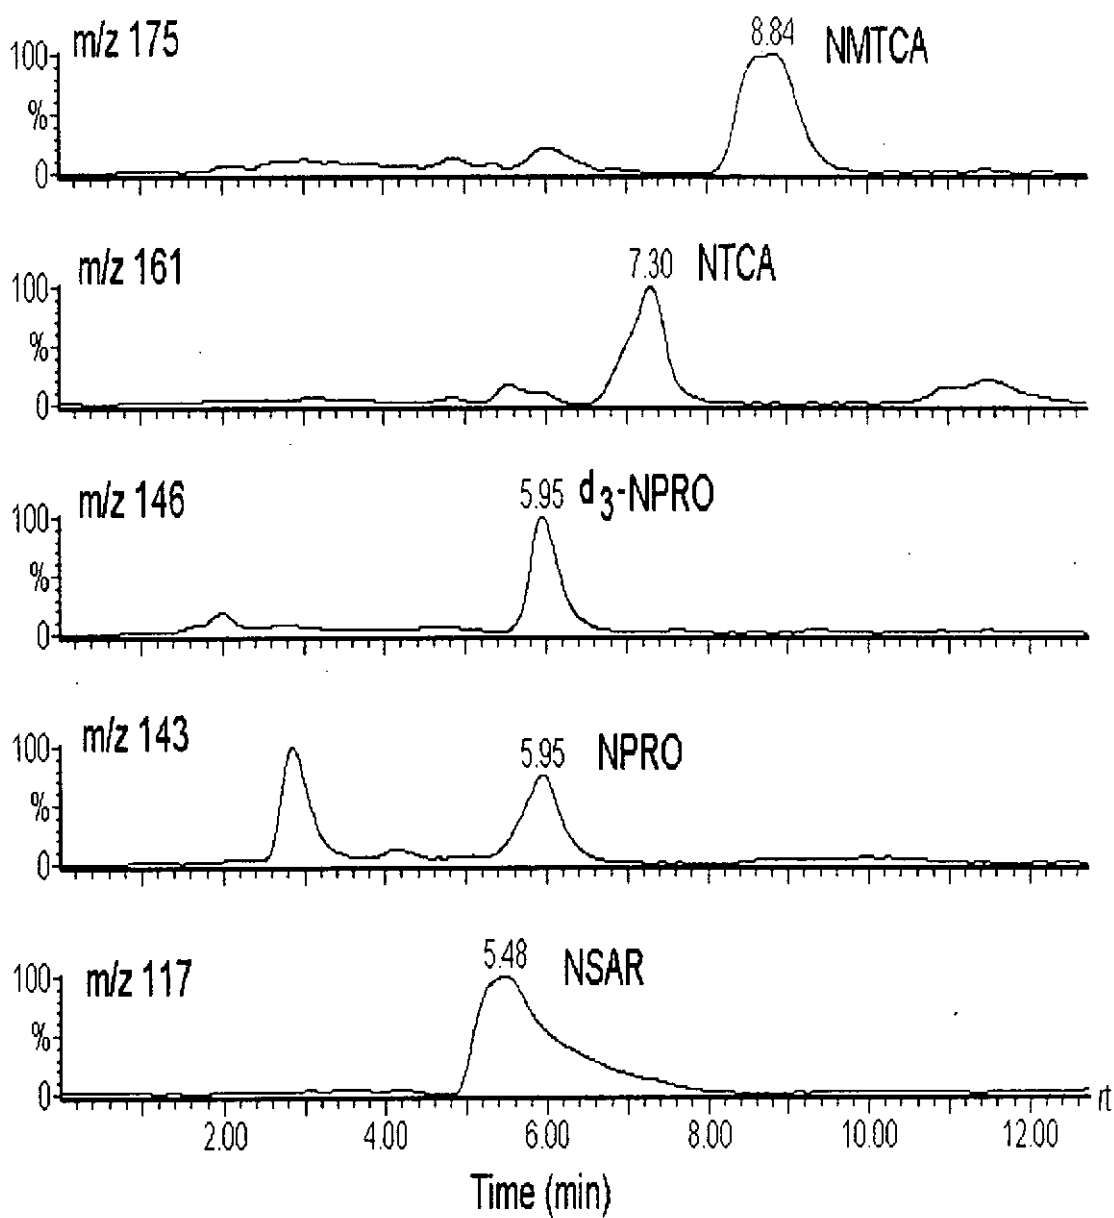 m/z 175
8.84 NMTCA
100
%
0
m/z 161
7.30 NTCA
100
%
0
m/z 146
5.95 d3-NPRO
100
%
0
m/z 143
5.95 NPRO
100
%
0
m/z 117
5.48 NSAR
100
%
0
rt
2.00 4.00 6.00 8.00 10.00 12.00
Time (min)